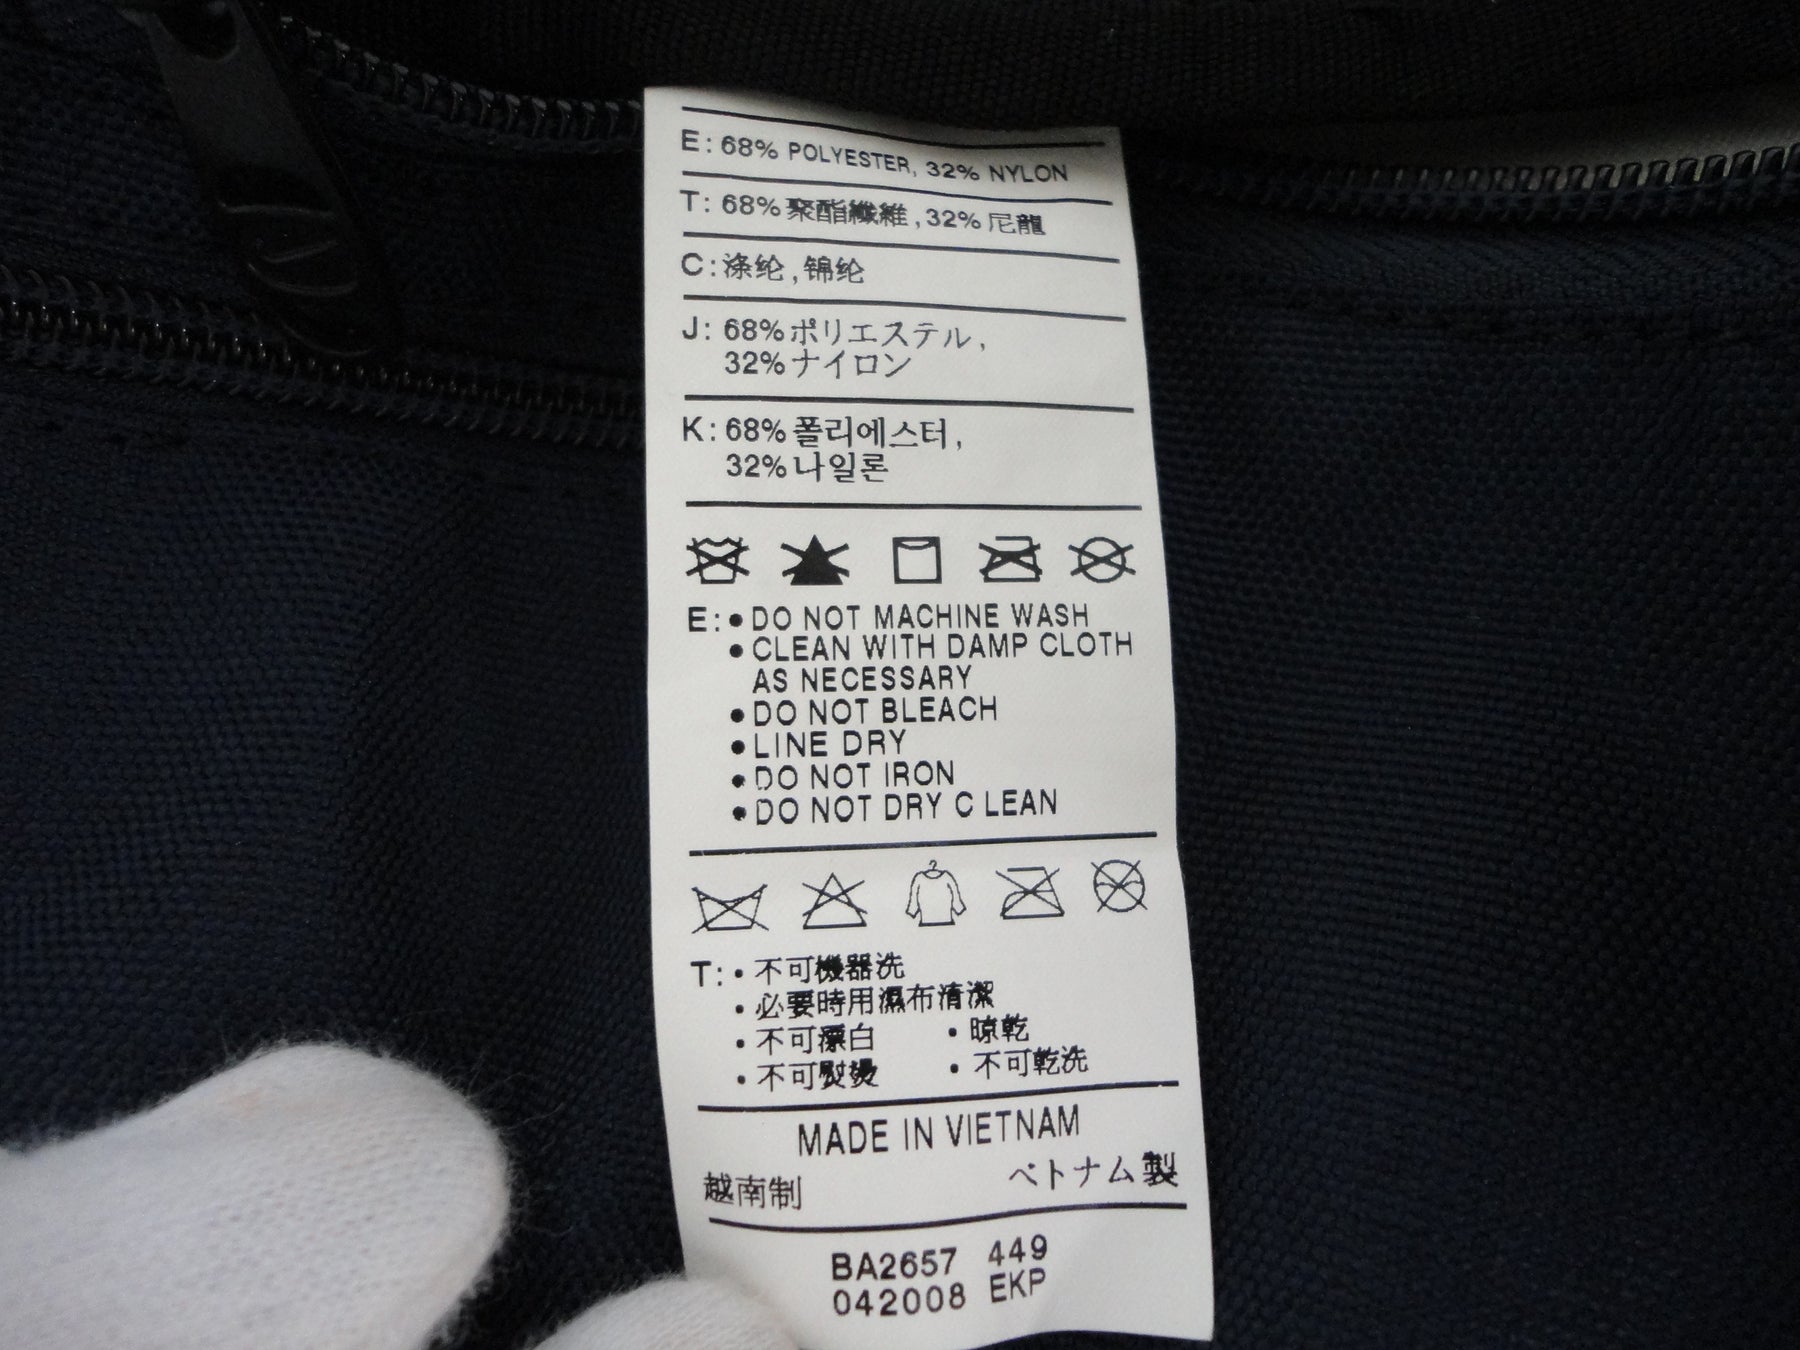 E: 68% POLYESTER, 32% NYLON
T: 68%聚酯纖維,32%尼龍
C:涤纶,锦纶
J: 68%ポリエステル,
32%ナイロン
K: 68%폴리에스터,
32%나일론
E: • DO NOT MACHINE WASH
• CLEAN WITH DAMP CLOTH
AS NECESSARY
• DO NOT BLEACH
• LINE DRY
• DO NOT IRON
• DO NOT DRY CLEAN
T: • 不可機器洗
• 必要時用濕布清潔
• 不可漂白 • 晾乾
• 不可熨燙 • 不可乾洗
MADE IN VIETNAM
越南制 ベトナム製
BA2657 449
042008 EKP